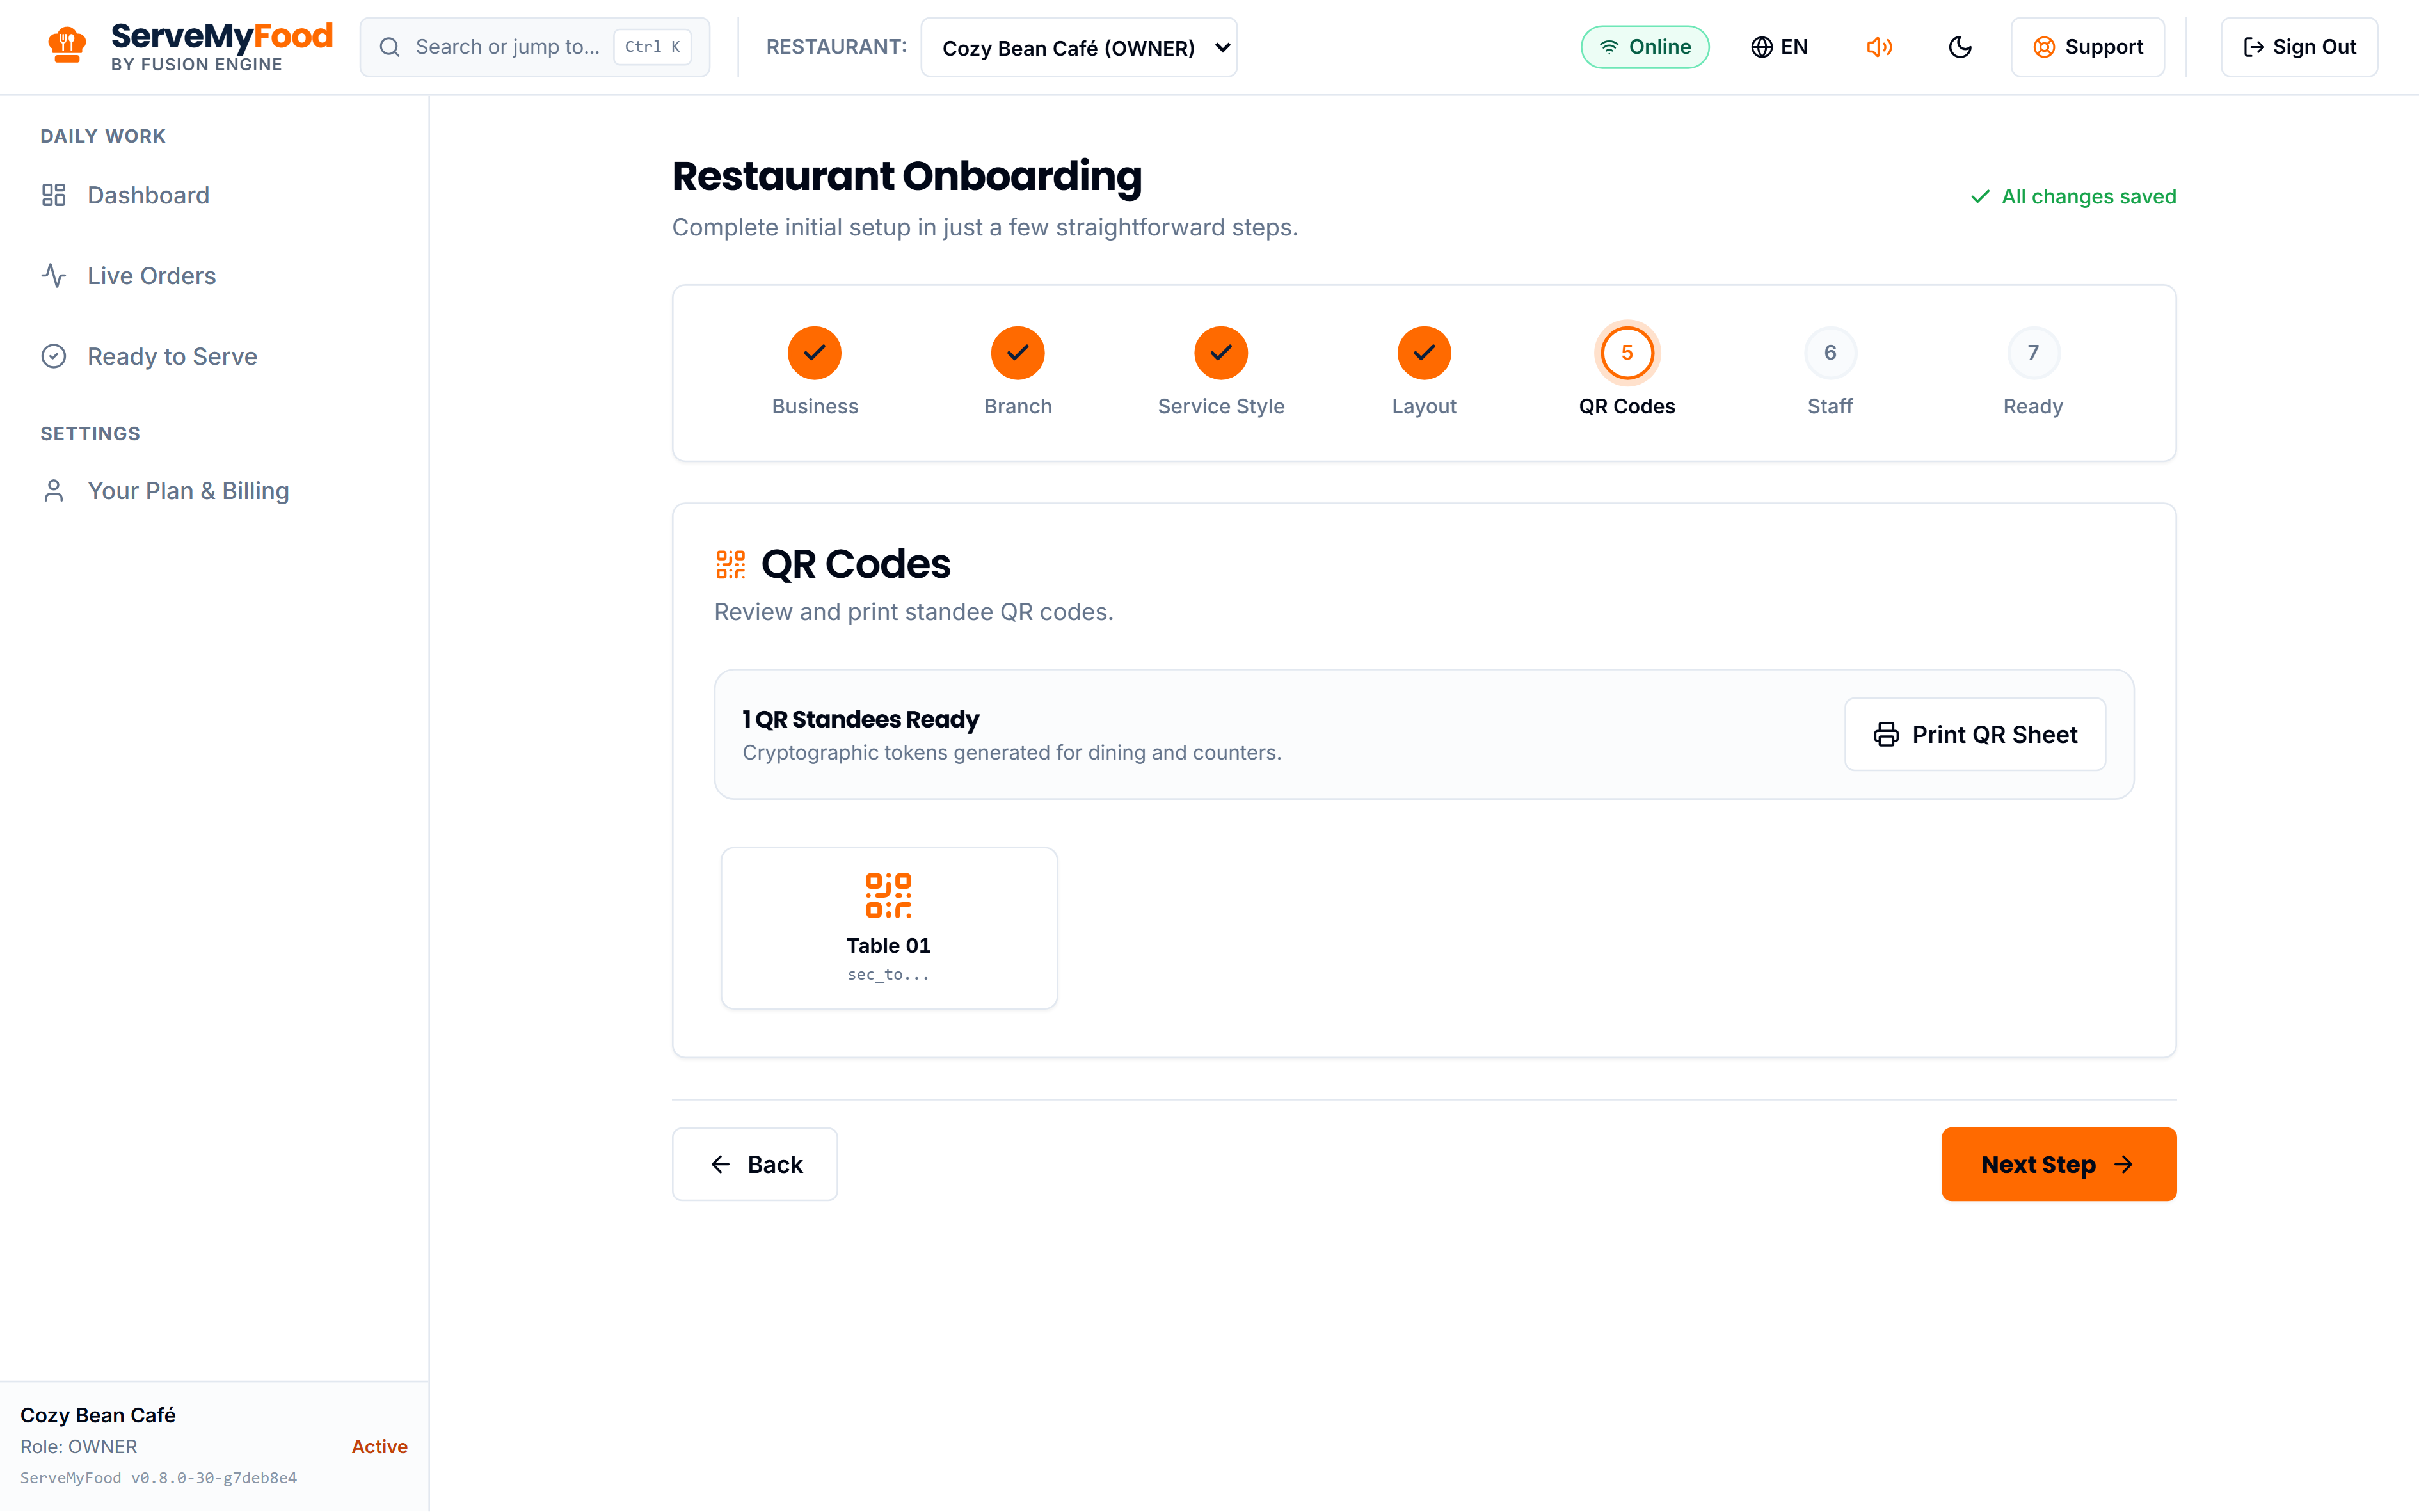 ServeMyFood
BY FUSION ENGINE
Search or jump to...
Ctrl K
RESTAURANT:
Cozy Bean Café (OWNER)
Online
EN
Support
Sign Out
DAILY WORK
Dashboard
Live Orders
Ready to Serve
SETTINGS
Your Plan & Billing
Restaurant Onboarding
Complete initial setup in just a few straightforward steps.
All changes saved
Business
Branch
Service Style
Layout
5
QR Codes
6
Staff
7
Ready
QR Codes
Review and print standee QR codes.
1 QR Standees Ready
Cryptographic tokens generated for dining and counters.
Print QR Sheet
Table 01
sec_to...
Back
Next Step
Cozy Bean Café
Role: OWNER
Active
ServeMyFood v0.8.0-30-g7deb8e4